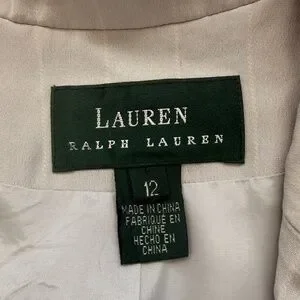 LAUREN
RALPH LAUREN
12
MADE IN CHINA
FABRIQUÉ EN
CHINE
HECHO EN
CHINA